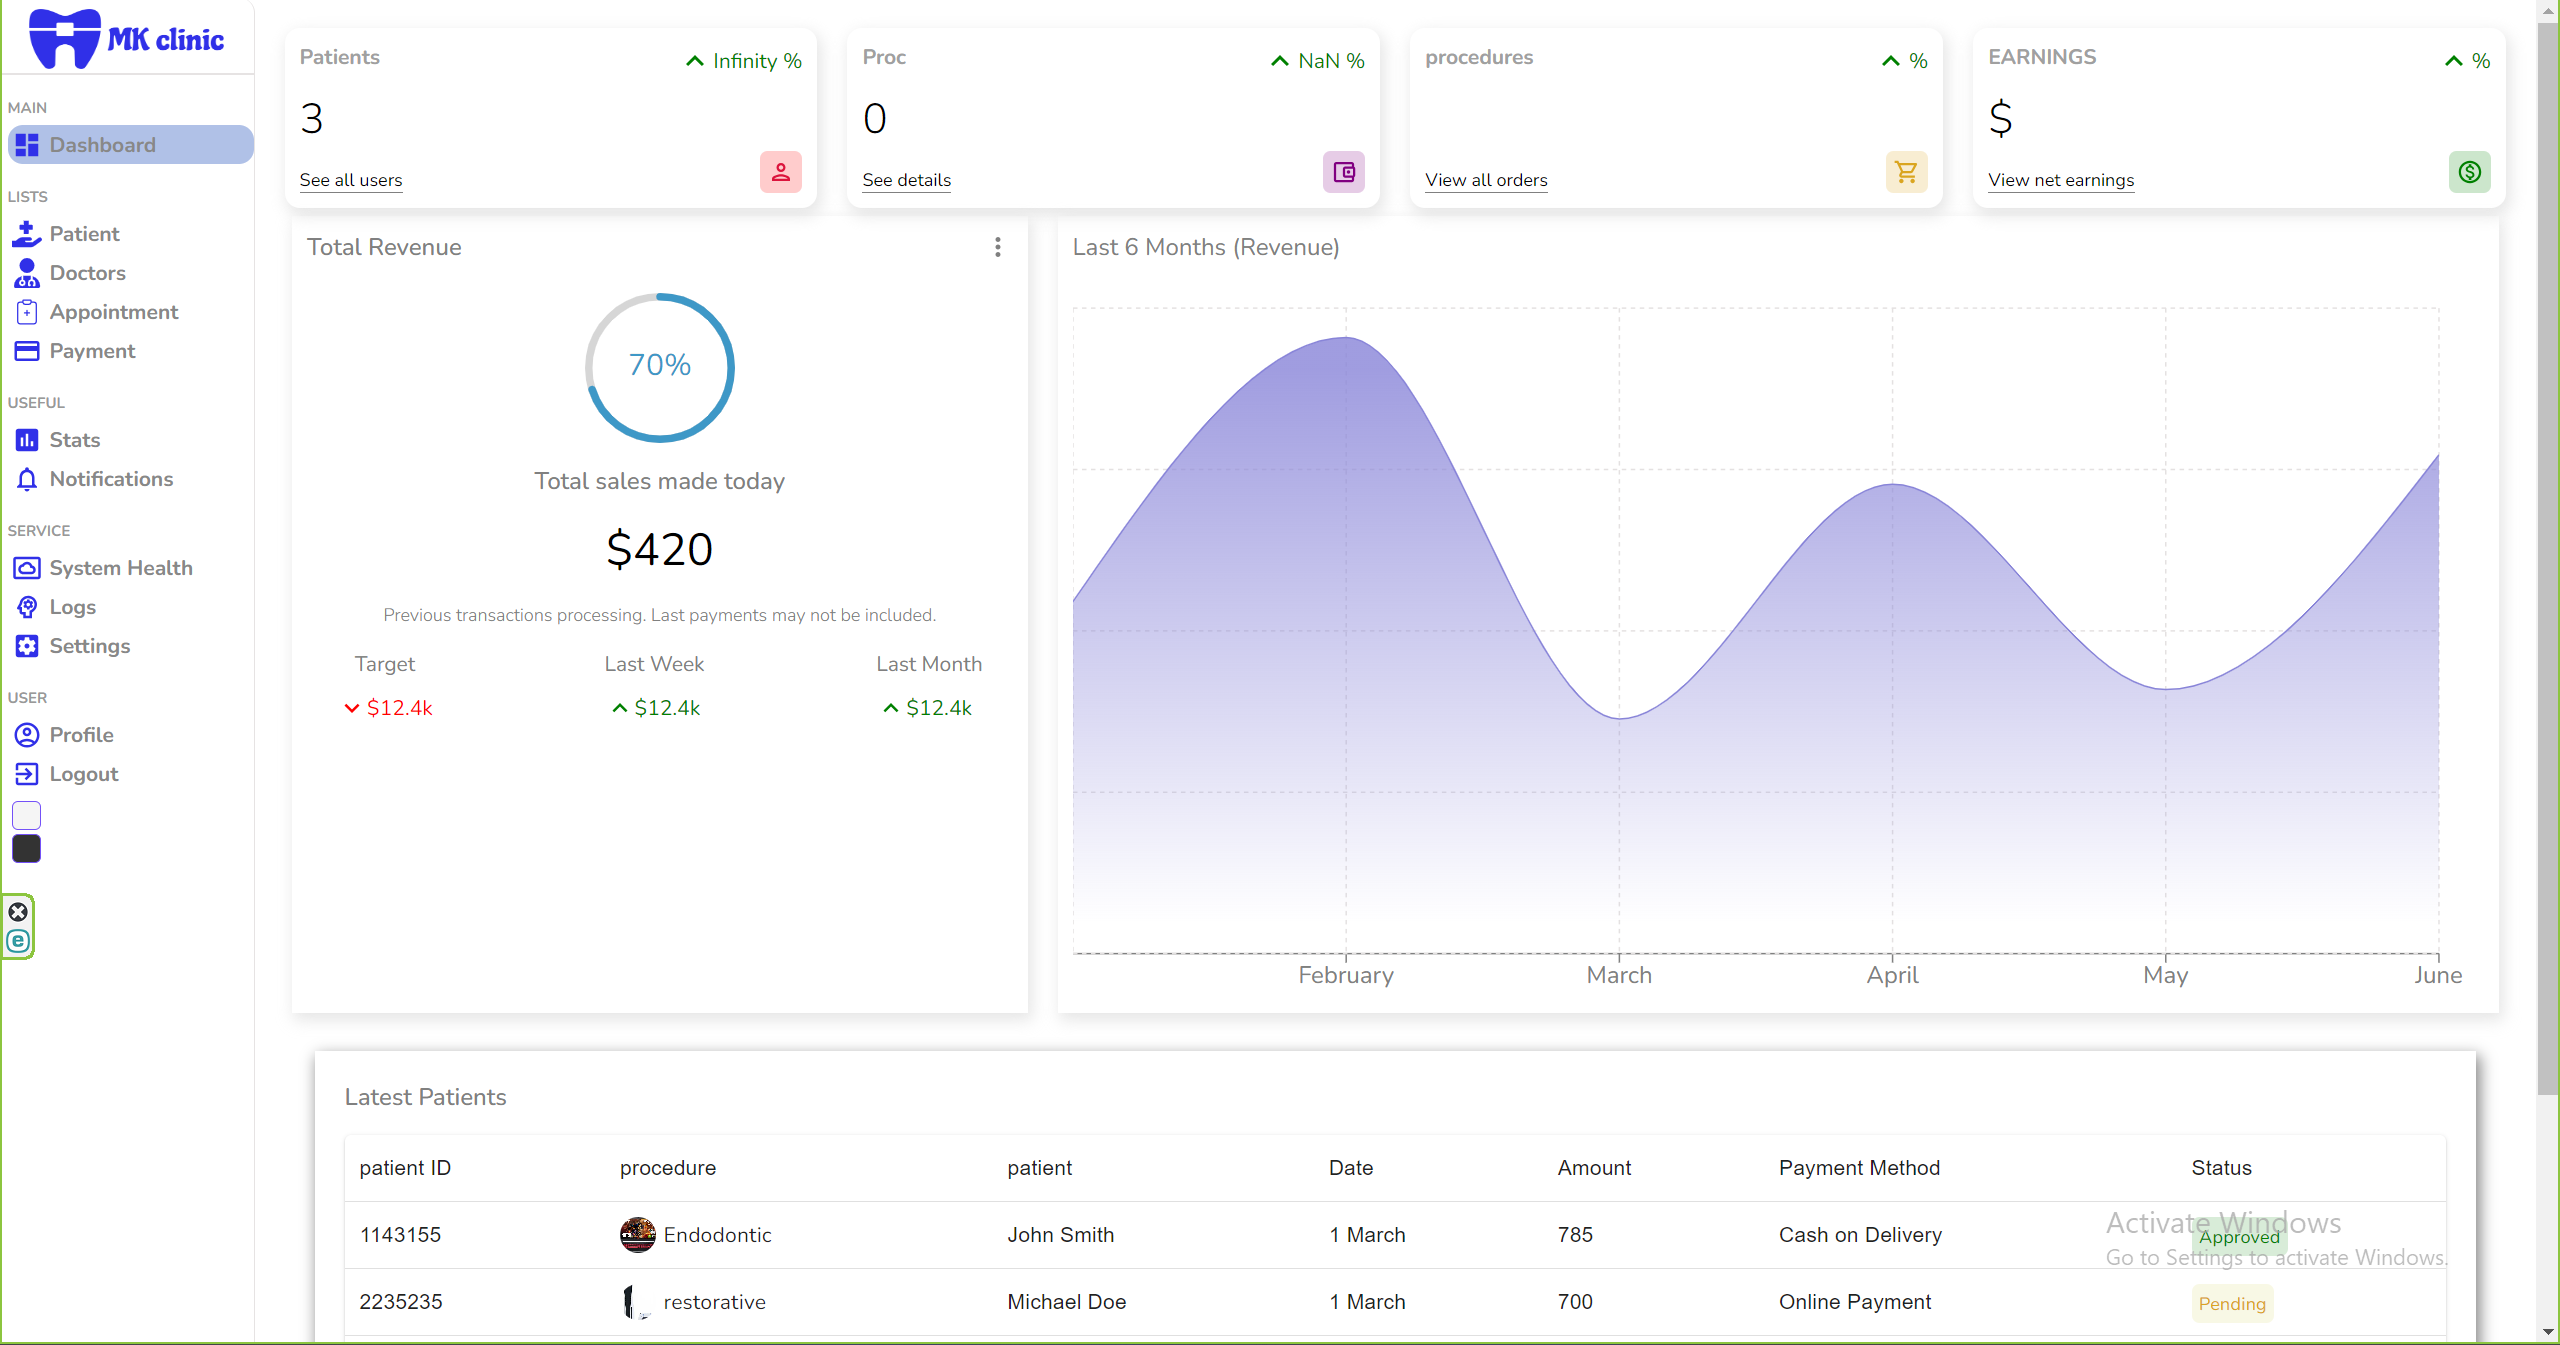 MK clinic
MAIN
Dashboard
LISTS
Patient
Doctors
Appointment
Payment
USEFUL
Stats
Notifications
SERVICE
System Health
Logs
Settings
USER
Profile
Logout
e
Patients Infinity %
3
See all users
Proc NaN %
0
See details
procedures %
View all orders
EARNINGS %
$
View net earnings
Total Revenue
70%
Total sales made today
$420
Previous transactions processing. Last payments may not be included.
Target Last Week Last Month
$12.4k $12.4k $12.4k
Last 6 Months (Revenue)
February March April May June
Latest Patients
patient ID procedure patient Date Amount Payment Method Status
1143155 Endodontic John Smith 1 March 785 Cash on Delivery Approved
2235235 restorative Michael Doe 1 March 700 Online Payment Pending
Activate Windows
Go to Settings to activate Windows.